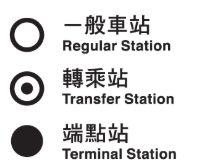 一般車站
Regular Station
轉乘站
Transfer Station
端點站
Terminal Station